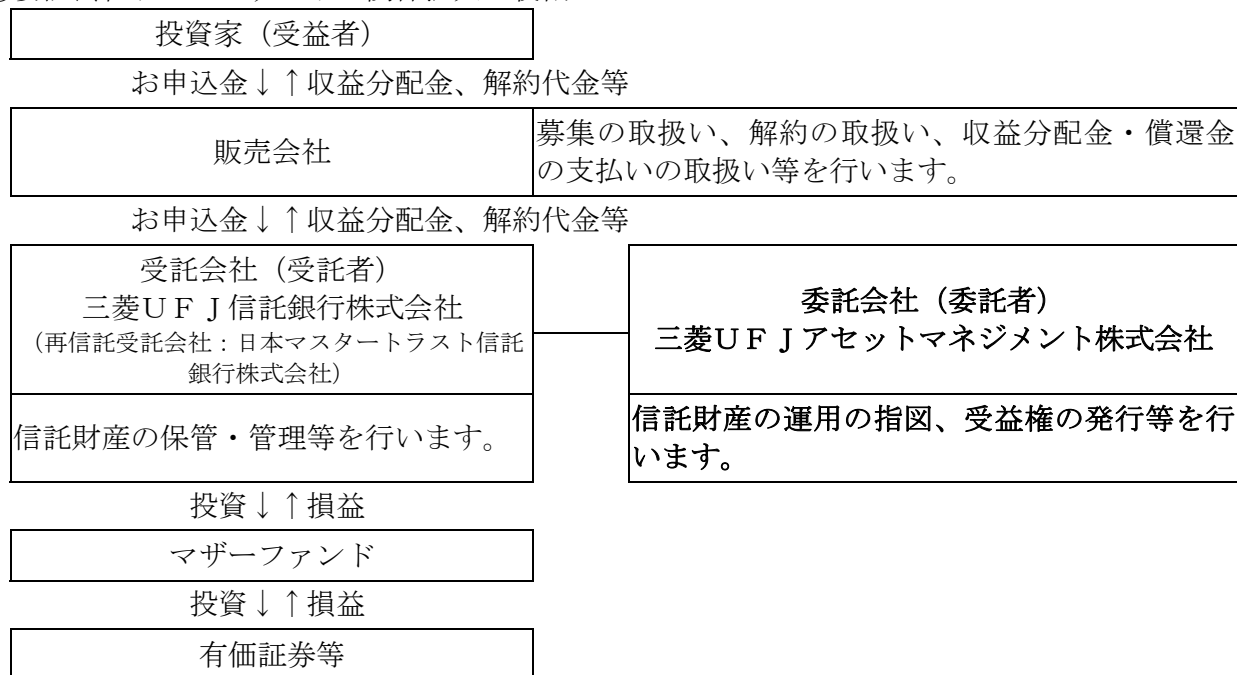 投資家（受益者）
お申込金↓↑収益分配金、解約代金等
販売会社
募集の取扱い、解約の取扱い、収益分配金・償還金
の支払いの取扱い等を行います。
お申込金↓↑収益分配金、解約代金等
受託会社（受託者）
三菱ＵＦＪ信託銀行株式会社
（再信託受託会社：日本マスタートラスト信託
銀行株式会社）
委託会社（委託者）
三菱ＵＦＪアセットマネジメント株式会社
信託財産の保管・管理等を行います。
信託財産の運用の指図、受益権の発行等を行
います。
投資↓↑損益
マザーファンド
投資↓↑損益
有価証券等